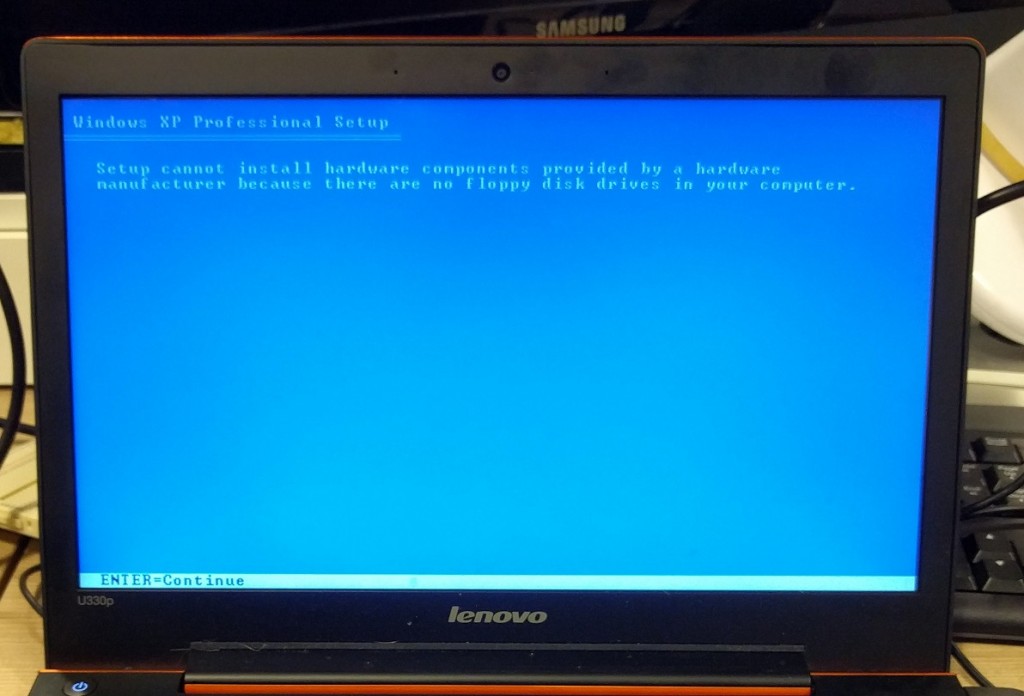 SAMSUNG
Windows XP Professional Setup
Setup cannot install hardware components provided by a hardware
manufacturer because there are no floppy disk drives in your computer.
ENTER=Continue
U330p
lenovo